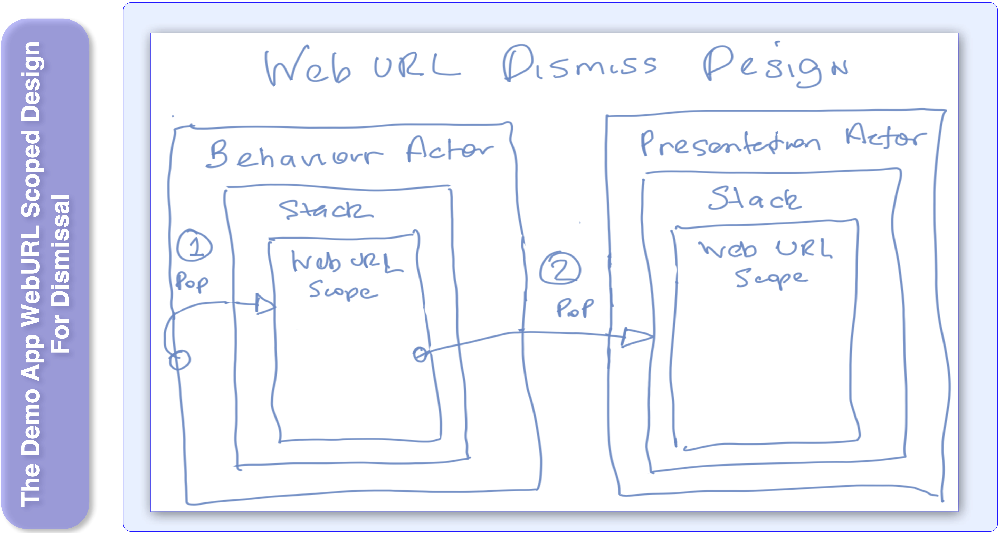 The Demo App WebURL Scoped Design
For Dismissal
Web URL Dismiss Design
Behaviour Actor
Stack
Web URL
Scope
1
Pop
2
Pop
Presentation Actor
Stack
Web URL
Scope